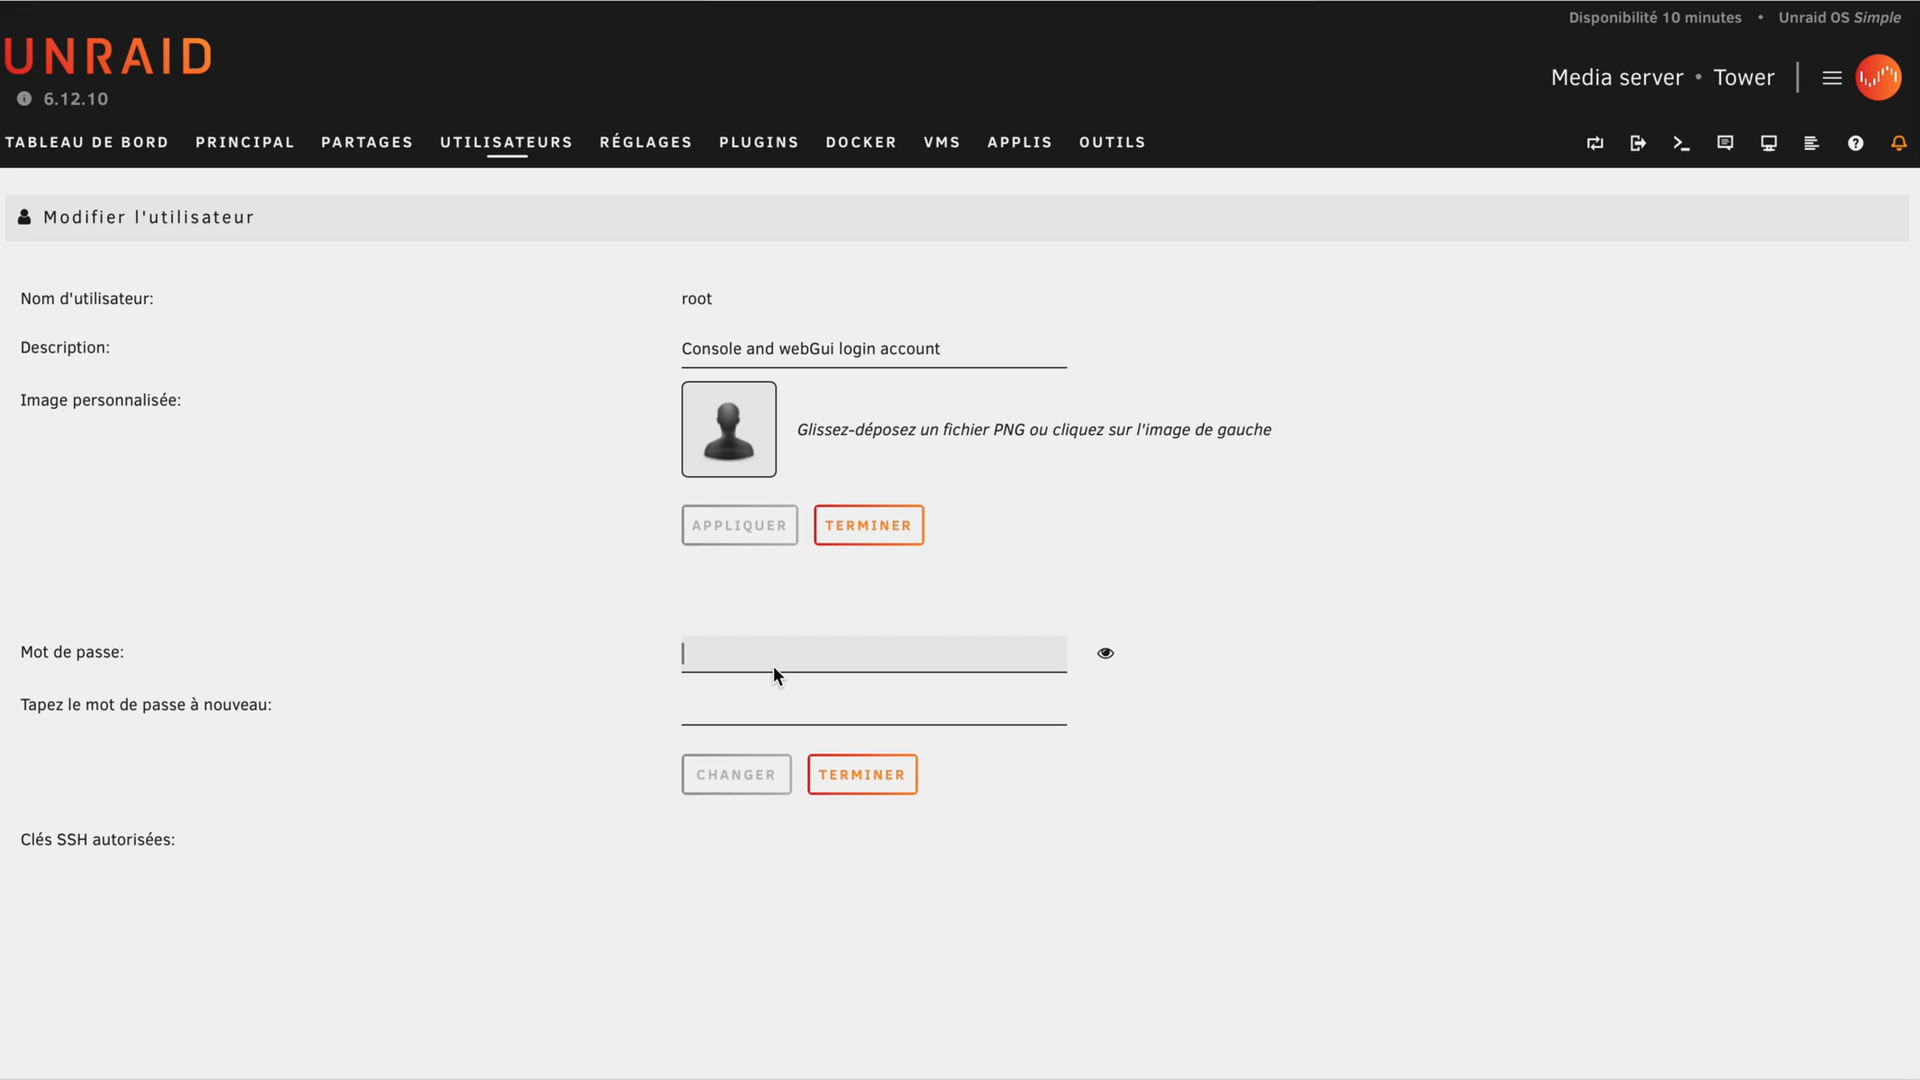 Disponibilité 10 minutes • Unraid OS Simple
UNRAID
6.12.10
Media server • Tower
TABLEAU DE BORD PRINCIPAL PARTAGES UTILISATEURS RÉGLAGES PLUGINS DOCKER VMS APPLIS OUTILS
Modifier l'utilisateur
Nom d'utilisateur: root
Description: Console and webGui login account
Image personnalisée: Glissez-déposez un fichier PNG ou cliquez sur l'image de gauche
APPLIQUER TERMINER
Mot de passe:
Tapez le mot de passe à nouveau:
CHANGER TERMINER
Clés SSH autorisées: